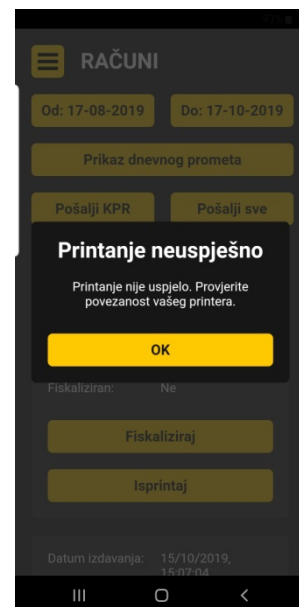 RAČUNI
Od: 17-08-2019
Do: 17-10-2019
Prikaz dnevnog prometa
Pošalji KPR
Pošalji sve
Printanje neuspješno
Printanje nije uspjelo. Provjerite
povezanost vašeg printera.
OK
Fiskaliziran:
Ne
Fiskaliziraj
Isprintaj
Datum izdavanja:
15/10/2019,
15:07:04